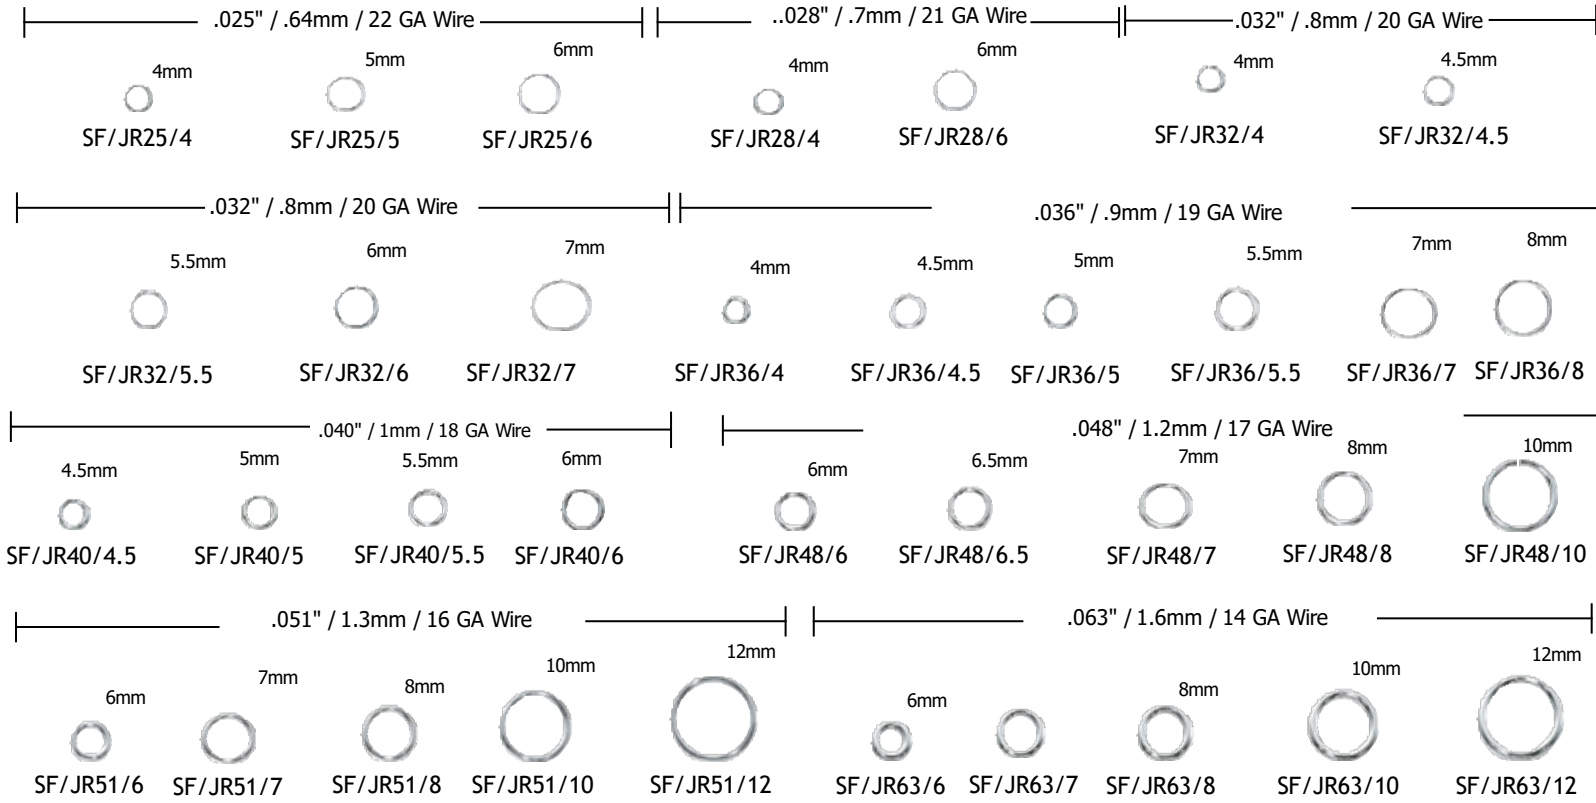 .025" / .64mm / 22 GA Wire
..028" / .7mm / 21 GA Wire
.032" / .8mm / 20 GA Wire
4mm
5mm
6mm
4mm
6mm
4mm
4.5mm
SF/JR25/4
SF/JR25/5
SF/JR25/6
SF/JR28/4
SF/JR28/6
SF/JR32/4
SF/JR32/4.5
.032" / .8mm / 20 GA Wire
.036" / .9mm / 19 GA Wire
5.5mm
6mm
7mm
4mm
4.5mm
5mm
5.5mm
7mm
8mm
SF/JR32/5.5
SF/JR32/6
SF/JR32/7
SF/JR36/4
SF/JR36/4.5
SF/JR36/5
SF/JR36/5.5
SF/JR36/7
SF/JR36/8
.040" / 1mm / 18 GA Wire
.048" / 1.2mm / 17 GA Wire
4.5mm
5mm
5.5mm
6mm
6mm
6.5mm
7mm
8mm
10mm
SF/JR40/4.5
SF/JR40/5
SF/JR40/5.5
SF/JR40/6
SF/JR48/6
SF/JR48/6.5
SF/JR48/7
SF/JR48/8
SF/JR48/10
.051" / 1.3mm / 16 GA Wire
.063" / 1.6mm / 14 GA Wire
6mm
7mm
8mm
10mm
12mm
6mm
8mm
10mm
12mm
SF/JR51/6
SF/JR51/7
SF/JR51/8
SF/JR51/10
SF/JR51/12
SF/JR63/6
SF/JR63/7
SF/JR63/8
SF/JR63/10
SF/JR63/12